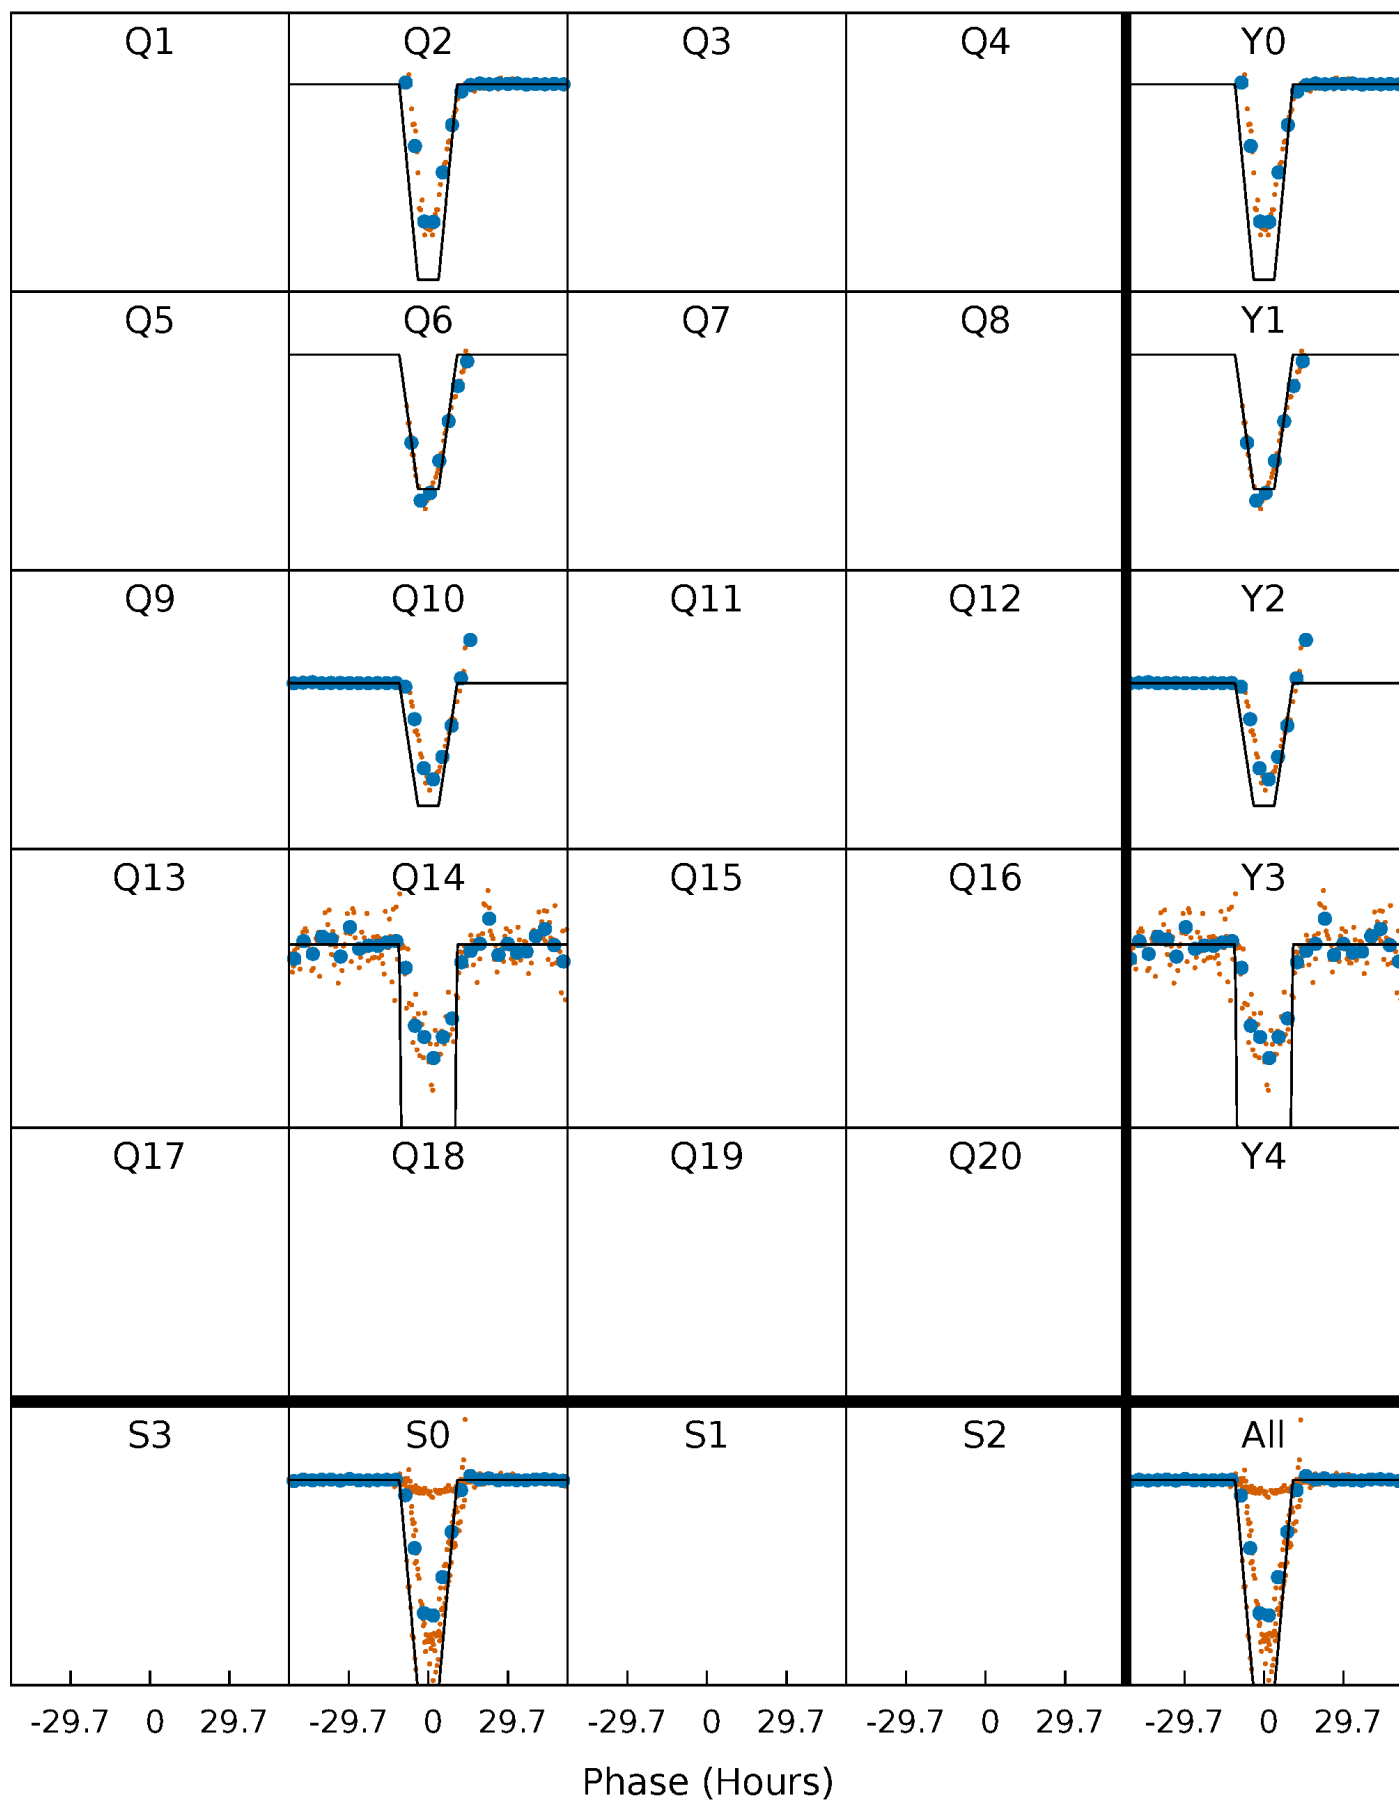 Q1 Q2 Q3 Q4 Y0
Q5 Q6 Q7 Q8 Y1
Q9 Q10 Q11 Q12 Y2
Q13 Q14 Q15 Q16 Y3
Q17 Q18 Q19 Q20 Y4
S3 S0 S1 S2 All
-29.7 0 29.7 -29.7 0 29.7 -29.7 0 29.7 -29.7 0 29.7 -29.7 0 29.7
Phase (Hours)